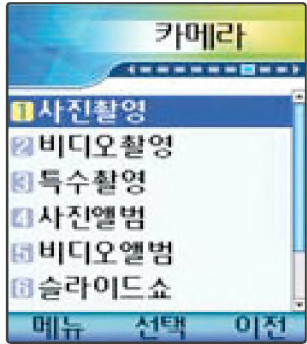 카메라
1 사진촬영
2 비디오촬영
3 특수촬영
4 사진앨범
5 비디오앨범
6 슬라이드쇼
메뉴 선택 이전